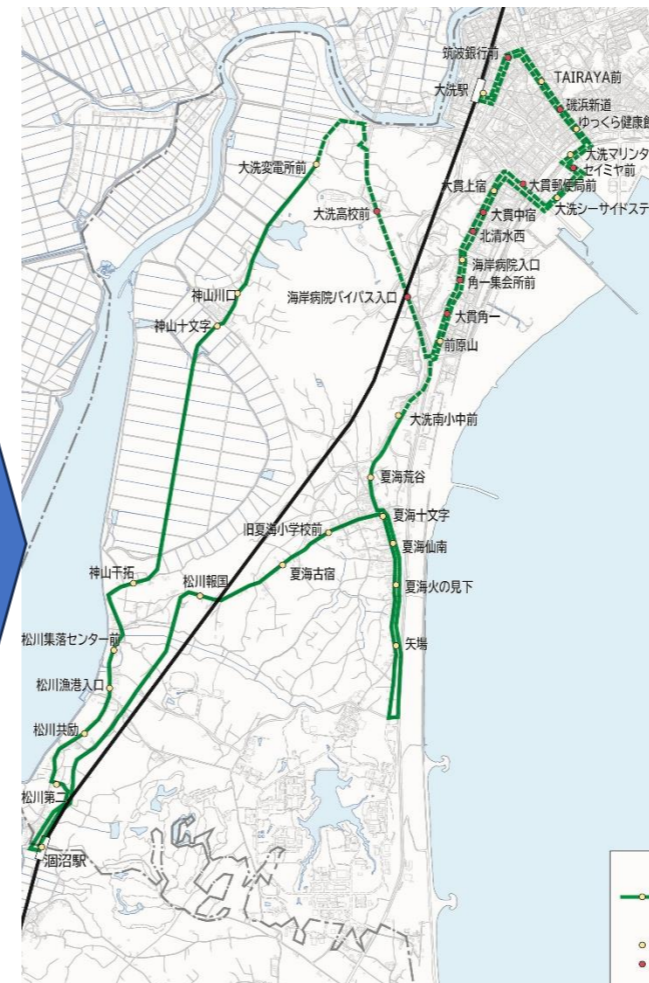 筑波銀行前
大洗駅
TAIRAYA前
磯浜新道
ゆっくら健康館
大洗マリンタ
セイミヤ前
大貫郵便局前
大洗シーサイドステ
大貫上宿
大貫中宿
北清水西
海岸病院入口
角一集会所前
大貫角一
前原山
大洗変電所前
大洗高校前
海岸病院バイパス入口
神山川口
神山十文字
大洗南小中前
夏海荒谷
夏海十文字
旧夏海小学校前
夏海仙南
夏海古宿
夏海火の見下
神山干拓
松川報国
矢場
松川集落センター前
松川漁港入口
松川共励
松川第二
涸沼駅